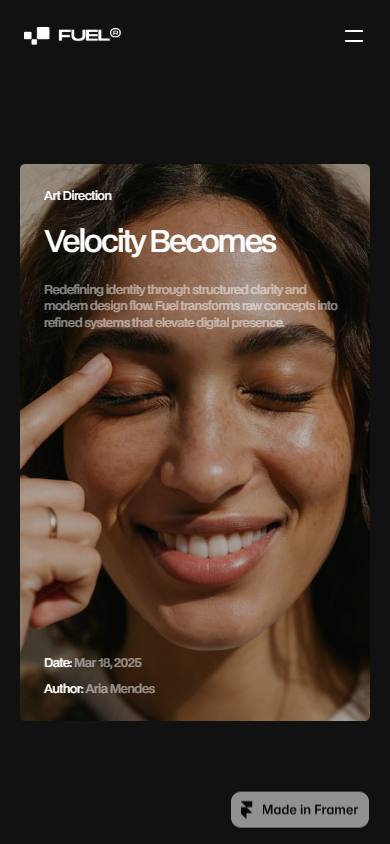 FUEL®
Art Direction
Velocity Becomes
Redefining identity through structured clarity and
modern design flow. Fuel transforms raw concepts into
refined systems that elevate digital presence.
Date: Mar 18, 2025
Author: Aria Mendes
Made in Framer